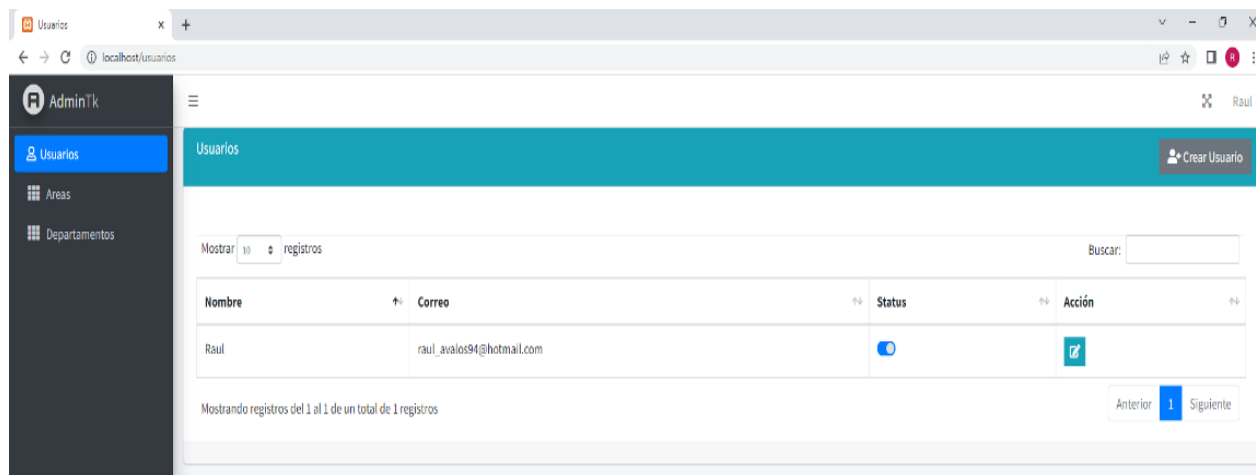 Usuarios
localhost/usuarios
AdminTk
Raul
Usuarios
Usuarios
Crear Usuario
Areas
Departamentos
Mostrar 10 registros
Buscar:
Nombre Correo Status Acción
Raul raul_avalos94@hotmail.com
Mostrando registros del 1 al 1 de un total de 1 registros
Anterior 1 Siguiente